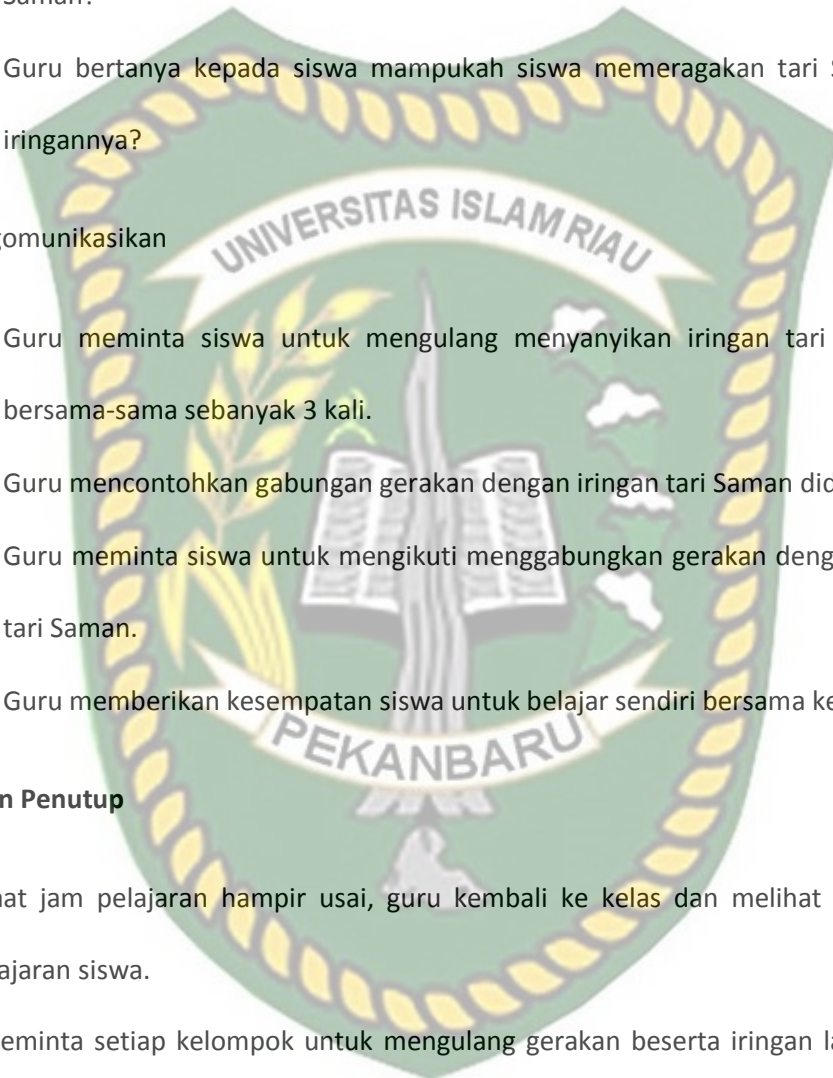 Saman?
Guru bertanya kepada siswa mampukah siswa memeragakan tari
iringannya?
gomunikasikan
UNIVERSITAS ISLAM RIAU
Guru meminta siswa untuk mengulang menyanyikan iringan tari
bersama-sama sebanyak 3 kali.
Guru mencontohkan gabungan gerakan dengan iringan tari Saman did
Guru meminta siswa untuk mengikuti menggabungkan gerakan deng
tari Saman.
Guru memberikan kesempatan siswa untuk belajar sendiri bersama ke
PEKANBARU
n Penutup
at jam pelajaran hampir usai, guru kembali ke kelas dan melihat
ajaran siswa.
eminta setiap kelompok untuk mengulang gerakan beserta iringan la